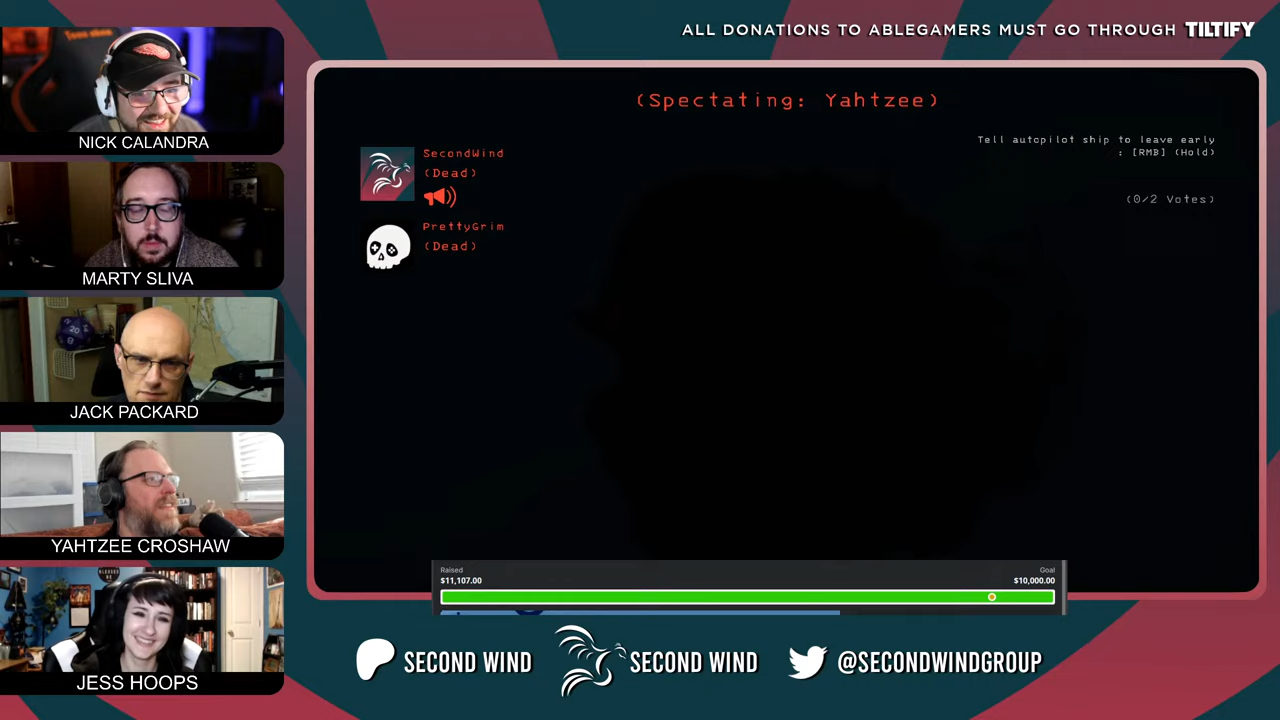 ALL DONATIONS TO ABLEGAMERS MUST GO THROUGH TILTIFY
NICK CALANDRA
MARTY SLIVA
JACK PACKARD
YAHTZEE CROSHAW
JESS HOOPS
(Spectating: Yahtzee)
SecondWind
(Dead)
PrettyGrim
(Dead)
Tell autopilot ship to leave early
: [RMB] (Hold)
(0/2 Votes)
Raised
Goal
$11,107.00
$10,000.00
SECOND WIND
SECOND WIND
@SECONDWINDGROUP